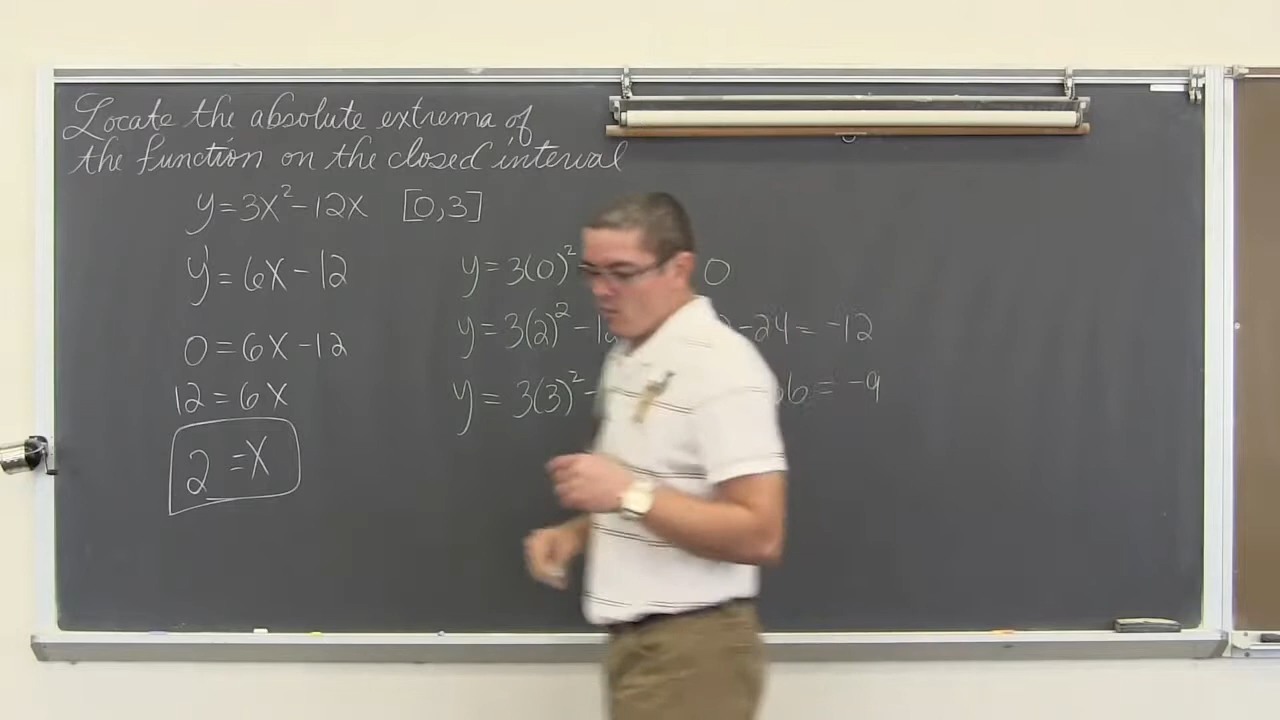 Locate the absolute extrema of
the function on the closed interval
y=3x²-12x [0,3]
y'=6x-12
0=6x-12
12=6x
2=x
y=3(0)² 0
y=3(2)²-1 -24=-12
y=3(3)²- 36=-9